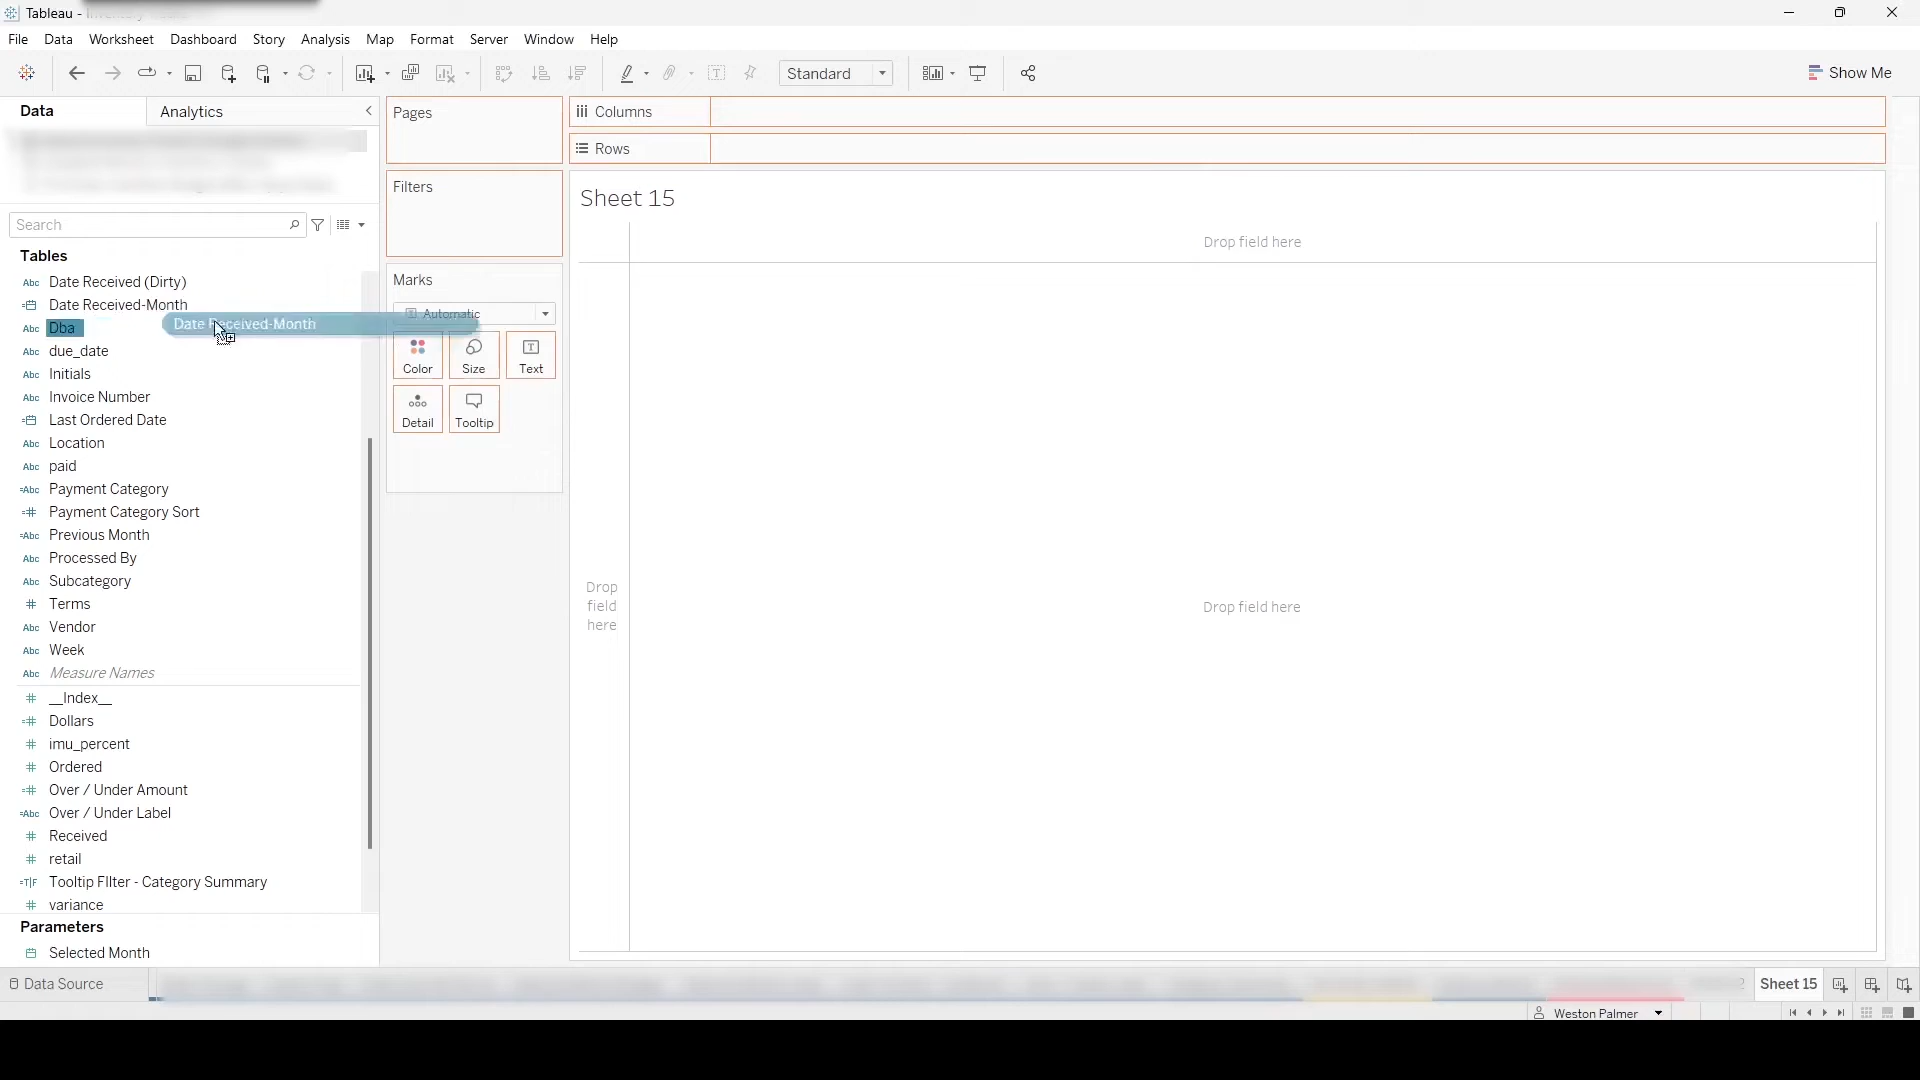 Tableau -
File Data Worksheet Dashboard Story Analysis Map Format Server Window Help
Standard
Show Me
Data Analytics
Pages
Columns
Rows
Filters
Sheet 15
Search
Drop field here
Tables
Marks
Date Received (Dirty)
Date Received-Month
Automatic
Date Received-Month
Dba
due_date
Color Size Text
Initials
Invoice Number
Detail Tooltip
Last Ordered Date
Location
paid
Payment Category
Payment Category Sort
Previous Month
Processed By
Subcategory
Drop field here
Drop field here
Terms
Vendor
Week
Measure Names
__Index__
Dollars
imu_percent
Ordered
Over / Under Amount
Over / Under Label
Received
retail
Tooltip FIlter - Category Summary
variance
Parameters
Selected Month
Data Source
Sheet 15
Weston Palmer